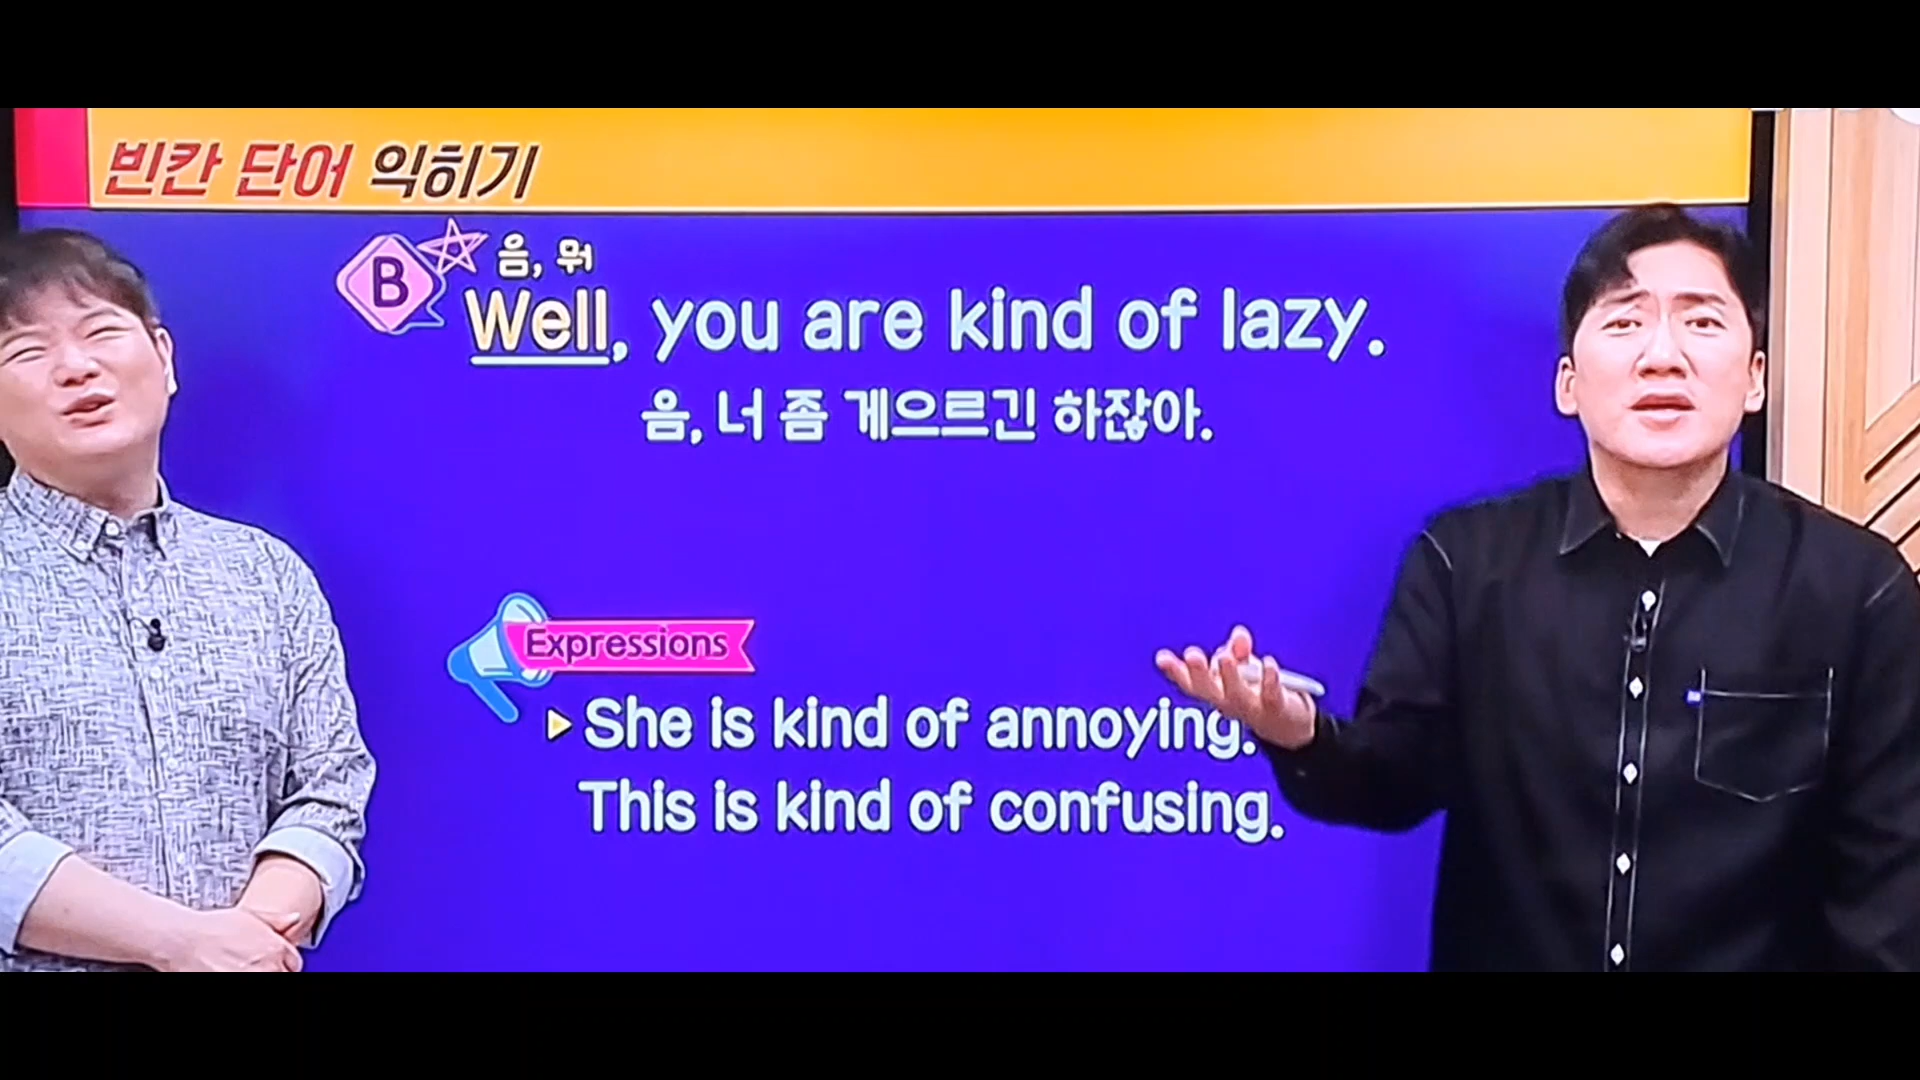 빈칸 단어 익히기
B
음, 뭐
Well, you are kind of lazy.
음, 너 좀 게으르긴 하잖아.
Expressions
She is kind of annoying.
This is kind of confusing.